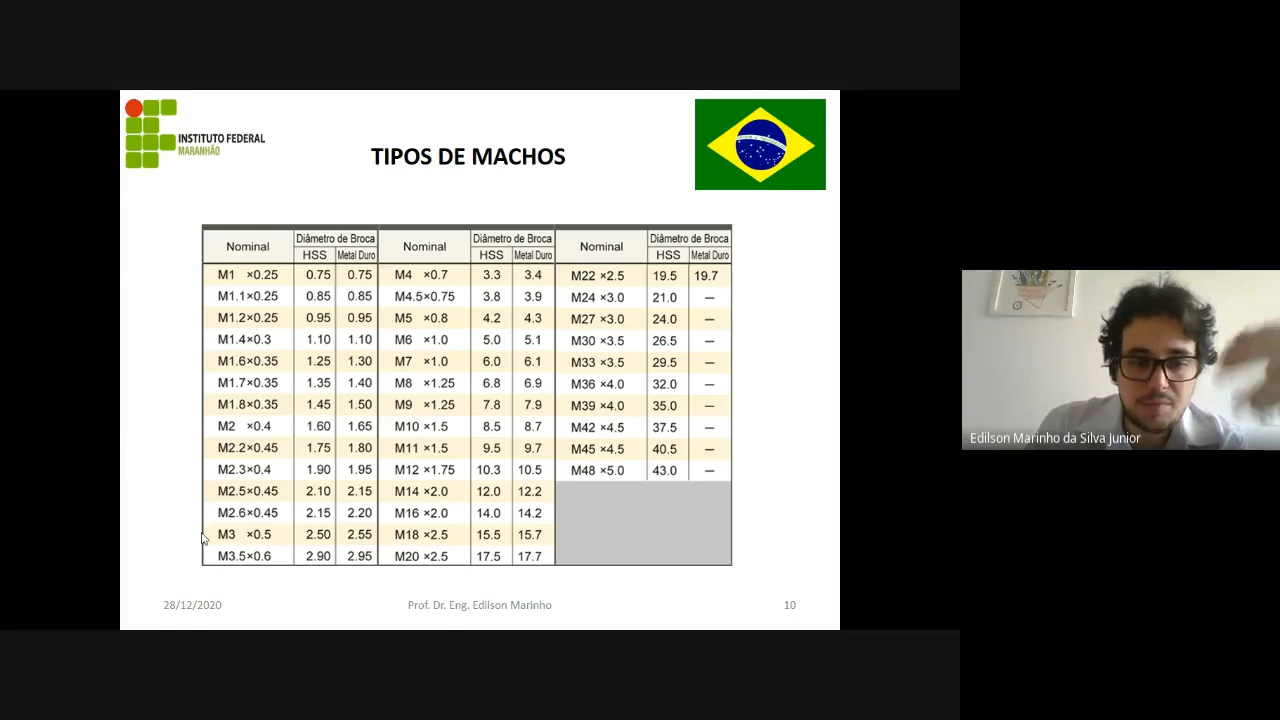 INSTITUTO FEDERAL
MARANHÃO
TIPOS DE MACHOS
Nominal Diâmetro de Broca Nominal Diâmetro de Broca Nominal Diâmetro de Broca
HSS Metal Duro HSS Metal Duro HSS Metal Duro
M1 ×0.25 0.75 0.75 M4 ×0.7 3.3 3.4 M22 ×2.5 19.5 19.7
M1.1×0.25 0.85 0.85 M4.5×0.75 3.8 3.9 M24 ×3.0 21.0 —
M1.2×0.25 0.95 0.95 M5 ×0.8 4.2 4.3 M27 ×3.0 24.0 —
M1.4×0.3 1.10 1.10 M6 ×1.0 5.0 5.1 M30 ×3.5 26.5 —
M1.6×0.35 1.25 1.30 M7 ×1.0 6.0 6.1 M33 ×3.5 29.5 —
M1.7×0.35 1.35 1.40 M8 ×1.25 6.8 6.9 M36 ×4.0 32.0 —
M1.8×0.35 1.45 1.50 M9 ×1.25 7.8 7.9 M39 ×4.0 35.0 —
M2 ×0.4 1.60 1.65 M10 ×1.5 8.5 8.7 M42 ×4.5 37.5 —
M2.2×0.45 1.75 1.80 M11 ×1.5 9.5 9.7 M45 ×4.5 40.5 —
M2.3×0.4 1.90 1.95 M12 ×1.75 10.3 10.5 M48 ×5.0 43.0 —
M2.5×0.45 2.10 2.15 M14 ×2.0 12.0 12.2
M2.6×0.45 2.15 2.20 M16 ×2.0 14.0 14.2
M3 ×0.5 2.50 2.55 M18 ×2.5 15.5 15.7
M3.5×0.6 2.90 2.95 M20 ×2.5 17.5 17.7
28/12/2020 Prof. Dr. Eng. Edilson Marinho 10
Edilson Marinho da Silva Junior